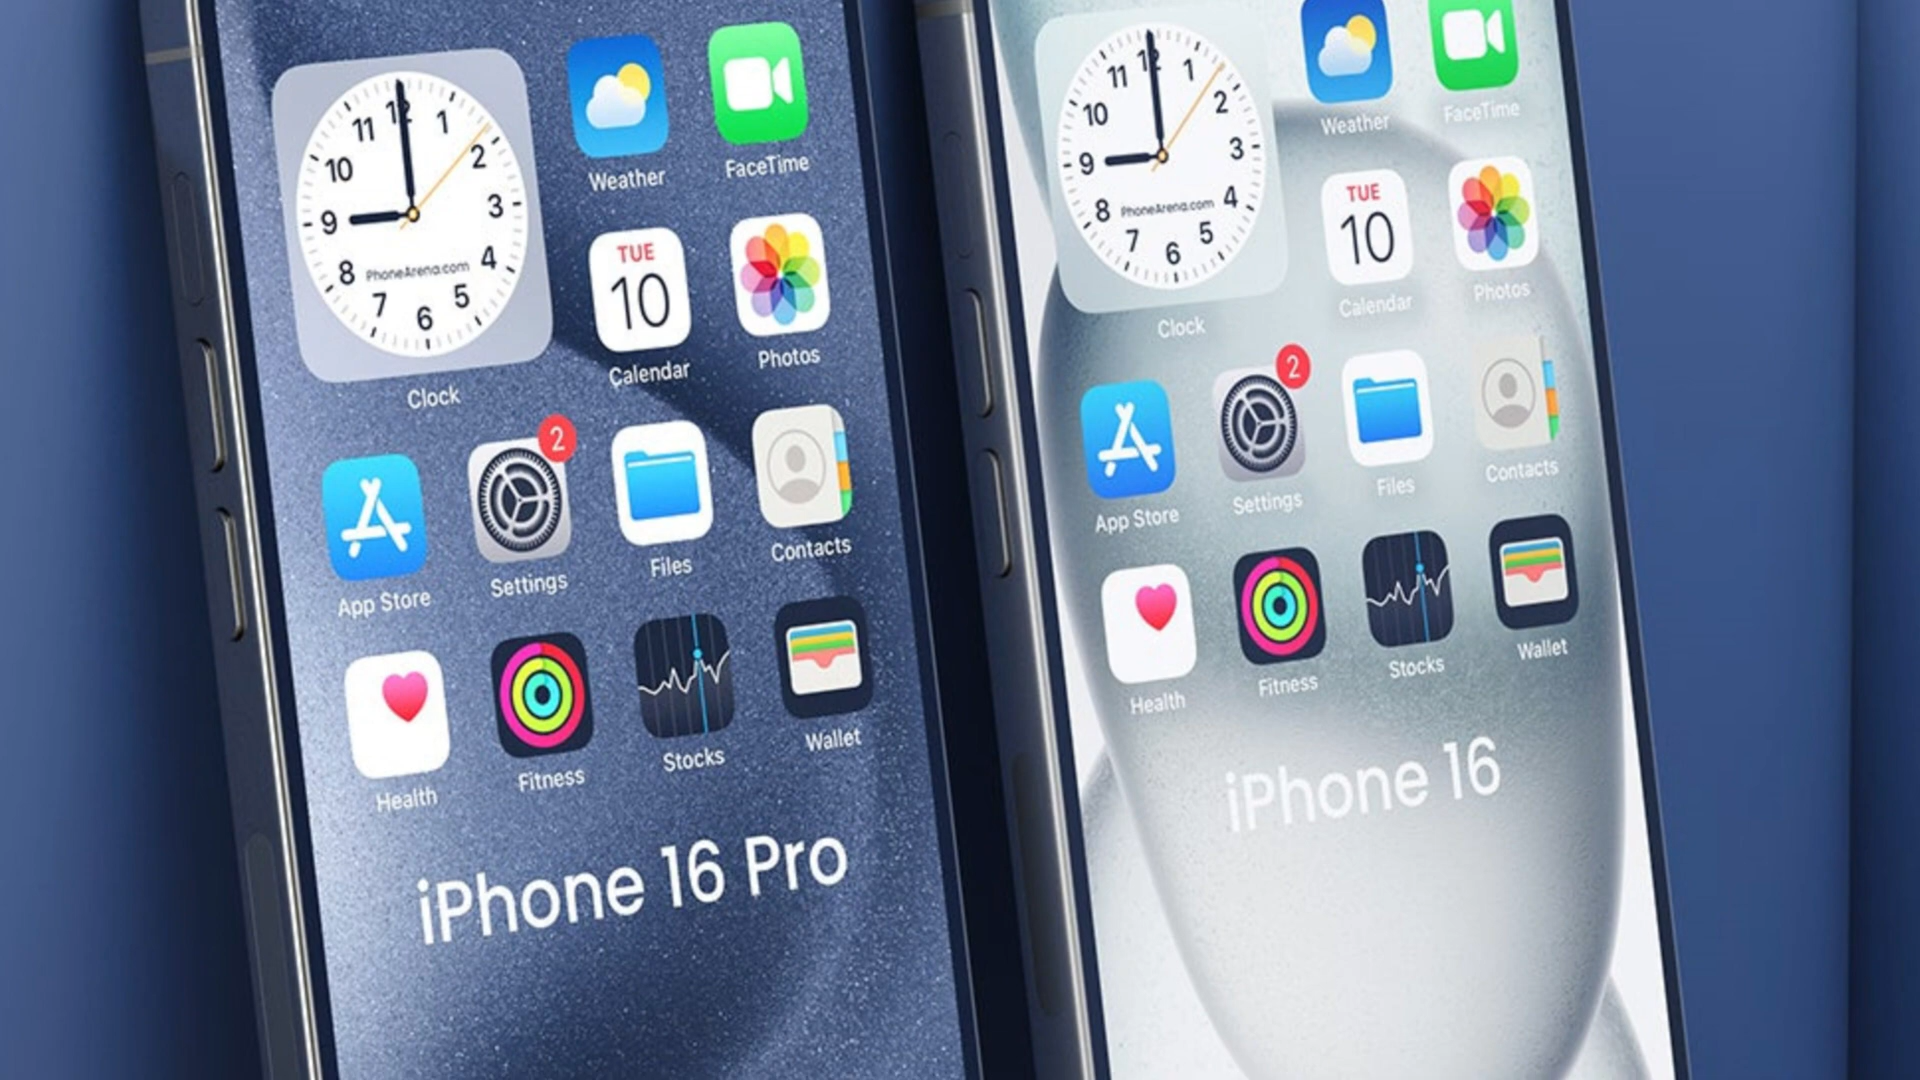 12
1
2
3
4
5
6
7
8
9
10
11
PhoneArena.com
Clock
Weather
FaceTime
TUE
10
Calendar
Photos
App Store
2
Settings
Files
Contacts
Health
Fitness
Stocks
Wallet
iPhone 16 Pro
12
1
2
3
4
5
6
7
8
9
10
11
PhoneArena.com
Clock
Weather
FaceTime
TUE
10
Calendar
Photos
App Store
2
Settings
Files
Contacts
Health
Fitness
Stocks
Wallet
iPhone 16